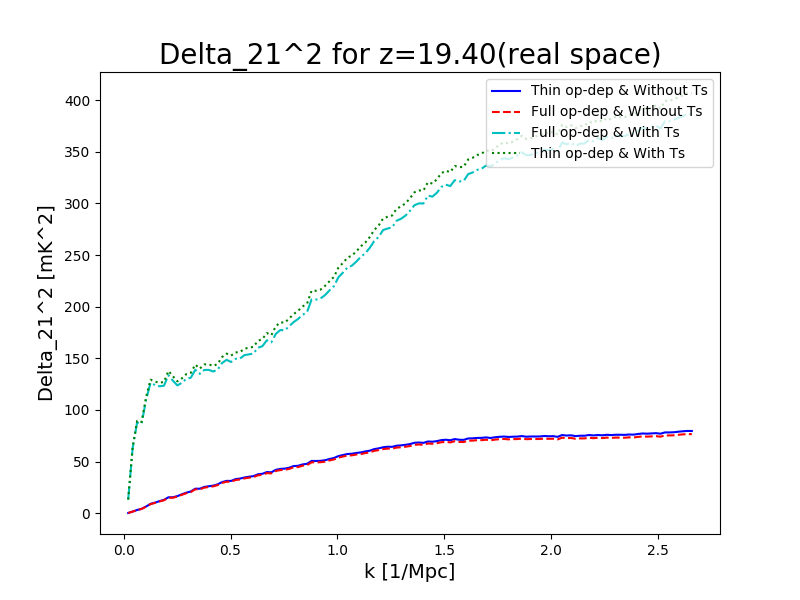 Delta_21^2 for z=19.40(real space)
Thin op-dep & Without Ts
Full op-dep & Without Ts
Full op-dep & With Ts
Thin op-dep & With Ts
Delta_21^2 [mK^2]
400
350
300
250
200
150
100
50
0
0.0 0.5 1.0 1.5 2.0 2.5
k [1/Mpc]